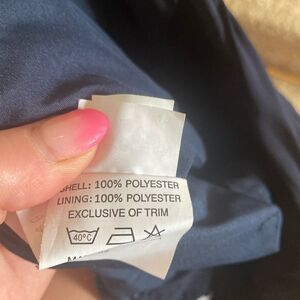 SHELL: 100% POLYESTER
LINING: 100% POLYESTER
EXCLUSIVE OF TRIM
40°C